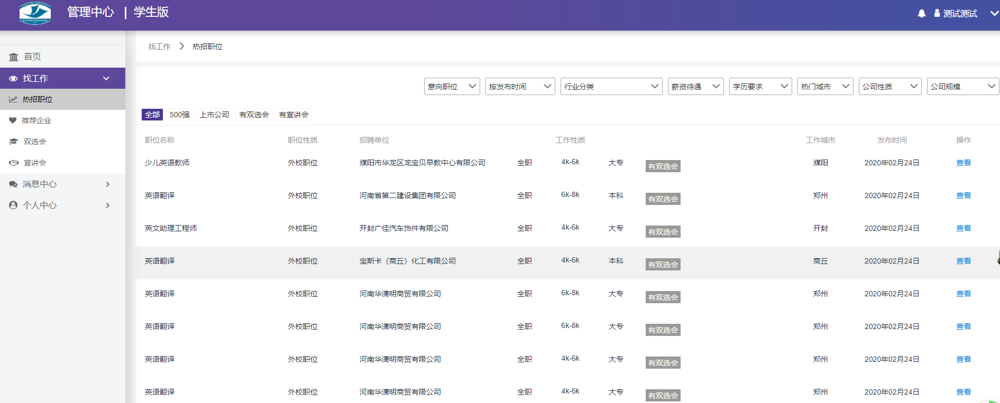 管理中心 | 学生版
测试测试
首页
找工作
热招职位
推荐企业
双选会
宣讲会
消息中心
个人中心
找工作 > 热招职位
意向职位 按发布时间 行业分类 薪资待遇 学历要求 热门城市 公司性质 公司规模
全部 500强 上市公司 有双选会 有宣讲会
职位名称 职位性质 招聘单位 工作性质 工作城市 发布时间 操作
少儿英语教师 外校职位 濮阳市华龙区龙宝贝早教中心有限公司 全职 4k-6k 大专 有双选会 濮阳 2020年02月24日 查看
英语翻译 外校职位 河南省第二建设集团有限公司 全职 6k-8k 本科 有双选会 郑州 2020年02月24日 查看
英文助理工程师 外校职位 开封广佳汽车饰件有限公司 全职 4k-6k 大专 有双选会 开封 2020年02月24日 查看
英语翻译 外校职位 宝斯卡（商丘）化工有限公司 全职 4k-6k 本科 有双选会 商丘 2020年02月24日 查看
英语翻译 外校职位 河南华潇明商贸有限公司 全职 6k-8k 大专 有双选会 郑州 2020年02月24日 查看
英语翻译 外校职位 河南华潇明商贸有限公司 全职 6k-8k 大专 有双选会 郑州 2020年02月24日 查看
英语翻译 外校职位 河南华潇明商贸有限公司 全职 4k-6k 大专 有双选会 郑州 2020年02月24日 查看
英语翻译 外校职位 河南华潇明商贸有限公司 全职 4k-6k 大专 有双选会 郑州 2020年02月24日 查看